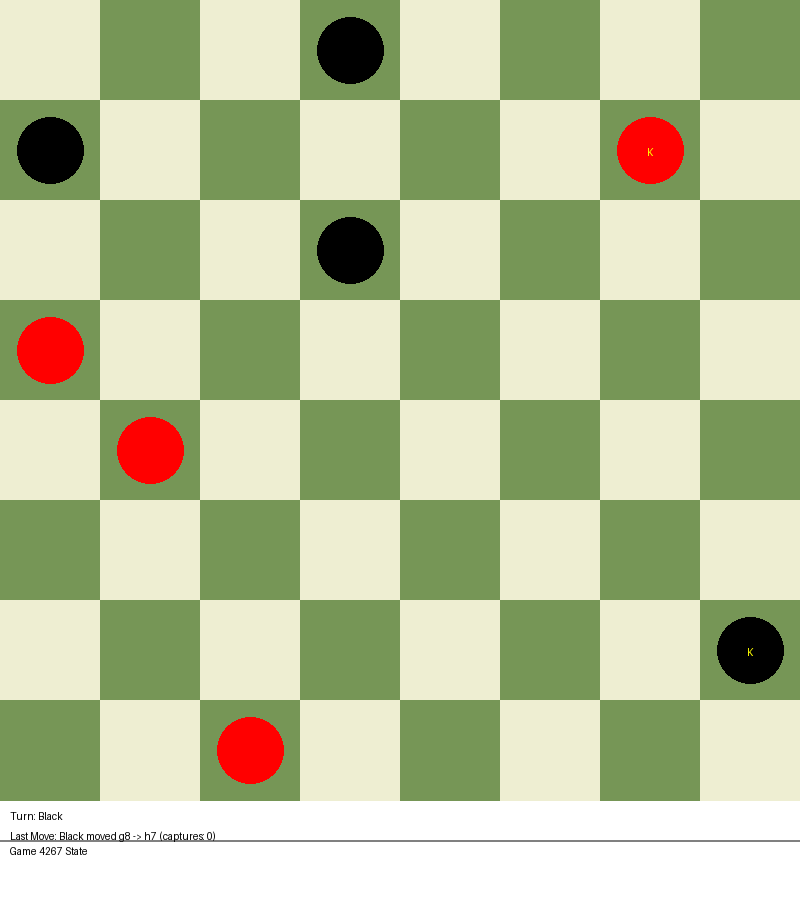 K
K
Turn: Black
Last Move: Black moved g8 -> h7 (captures: 0)
Game 4267 State